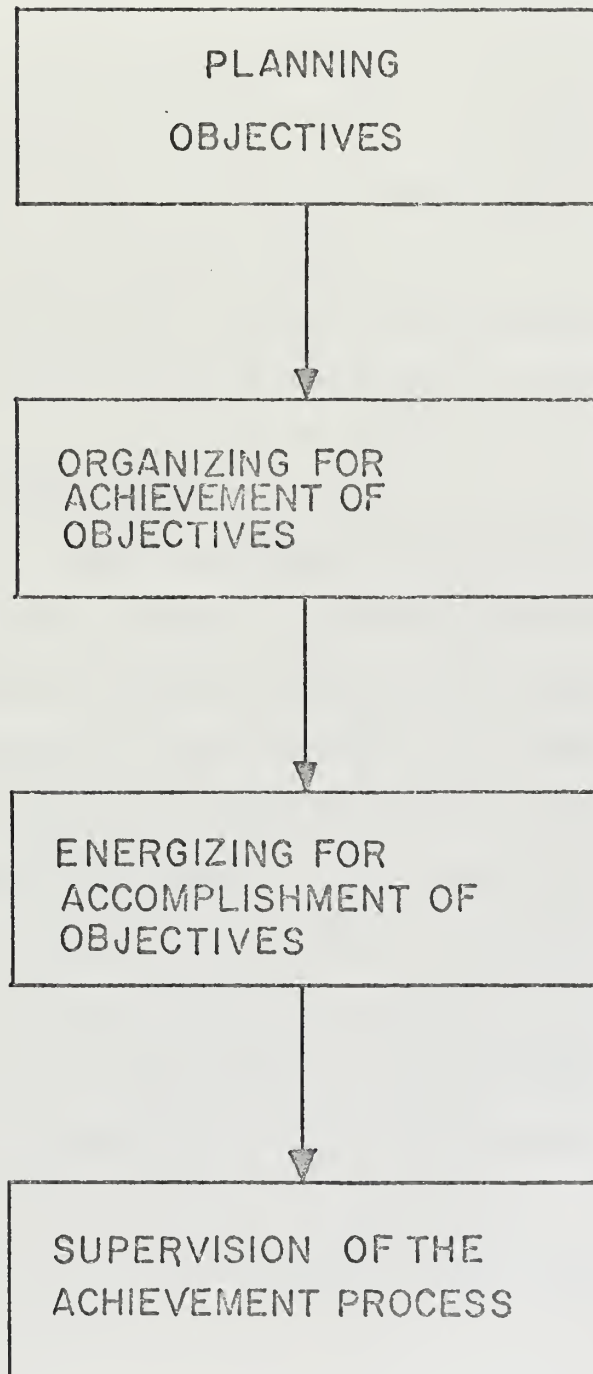 PLANNING
OBJECTIVES
ORGANIZING FOR
ACHIEVEMENT OF
OBJECTIVES
ENERGIZING FOR
ACCOMPLISHMENT OF
OBJECTIVES
SUPERVISION OF THE
ACHIEVEMENT PROCESS